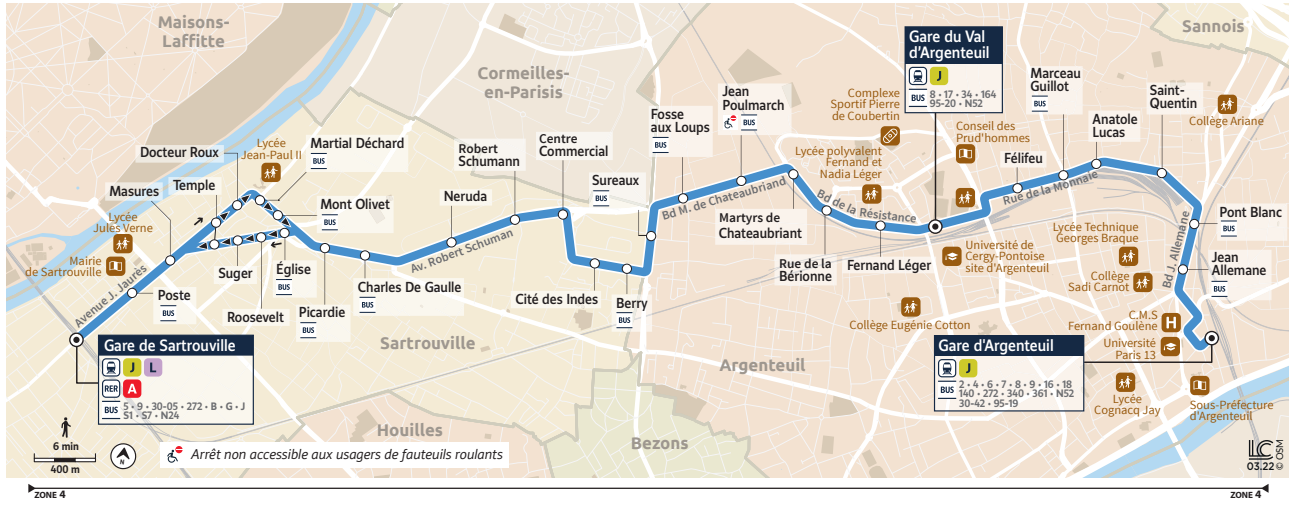 Maisons-
Laffitte
Sannois
Cormeilles-
en-Parisis
Gare du Val
d'Argenteuil
J
BUS
8 • 17 • 34 • 164
95-20 • N52
Complexe
Sportif Pierre
de Coubertin
Jean
Poulmarch
BUS
Marceau
Guillot
BUS
Saint-
Quentin
Collège Ariane
Fosse
aux Loups
BUS
Anatole
Lucas
Conseil des
Prud'hommes
Lycée
Jean-Paul II
Martial Déchard
BUS
Docteur Roux
Robert
Schumann
Centre
Commercial
Lycée polyvalent
Fernand et
Nadia Léger
Félifeu
Masures
Temple
Sureaux
BUS
Bd M. de Chateaubriand
Rue de la Monnaie
Neruda
Mont Olivet
BUS
Bd de la Résistance
Martyrs de
Chateaubriant
Pont Blanc
BUS
Lycée
Jules Verne
Mairie
de Sartrouville
Av. Robert Schuman
Lycée Technique
Georges Braque
Université de
Cergy-Pontoise
site d'Argenteuil
Bd J. Allemane
Jean
Allemane
BUS
Suger
Église
BUS
Rue de la
Bérionne
Fernand Léger
Collège
Sadi Carnot
Avenue J. Jaurès
Poste
BUS
Roosevelt
Picardie
BUS
Charles De Gaulle
BUS
Cité des Indes
Berry
BUS
Collège Eugénie Cotton
C.M.S
Fernand Goulène
H
Université
Paris 13
Gare de Sartrouville
J L
RER A
BUS
5 • 9 • 30-05 • 272 • B • G • J
S1 • S7 • N24
Sartrouville
Argenteuil
Gare d'Argenteuil
J
BUS
2 • 4 • 6 • 7 • 8 • 9 • 16 • 18
140 • 272 • 340 • 361 • N52
30-42 • 95-19
Lycée
Cognacq Jay
Sous-Préfecture
d'Argenteuil
Houilles
Bezons
6 min
400 m
N
Arrêt non accessible aux usagers de fauteuils roulants
LC
03.22 © OSM
ZONE 4
ZONE 4